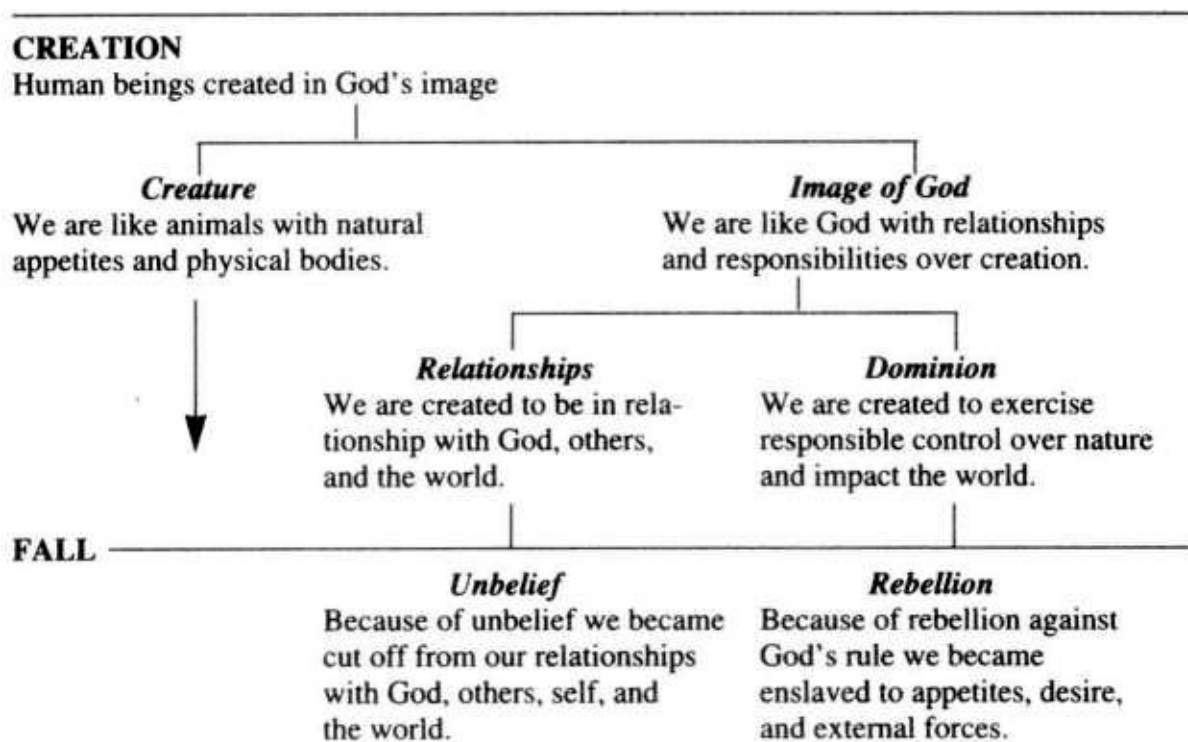 CREATION
Human beings created in God's image
Creature
We are like animals with natural
appetites and physical bodies.
Image of God
We are like God with relationships
and responsibilities over creation.
Relationships
We are created to be in rela-
tionship with God, others,
and the world.
Dominion
We are created to exercise
responsible control over nature
and impact the world.
FALL
Unbelief
Because of unbelief we became
cut off from our relationships
with God, others, self, and
the world.
Rebellion
Because of rebellion against
God's rule we became
enslaved to appetites, desire,
and external forces.